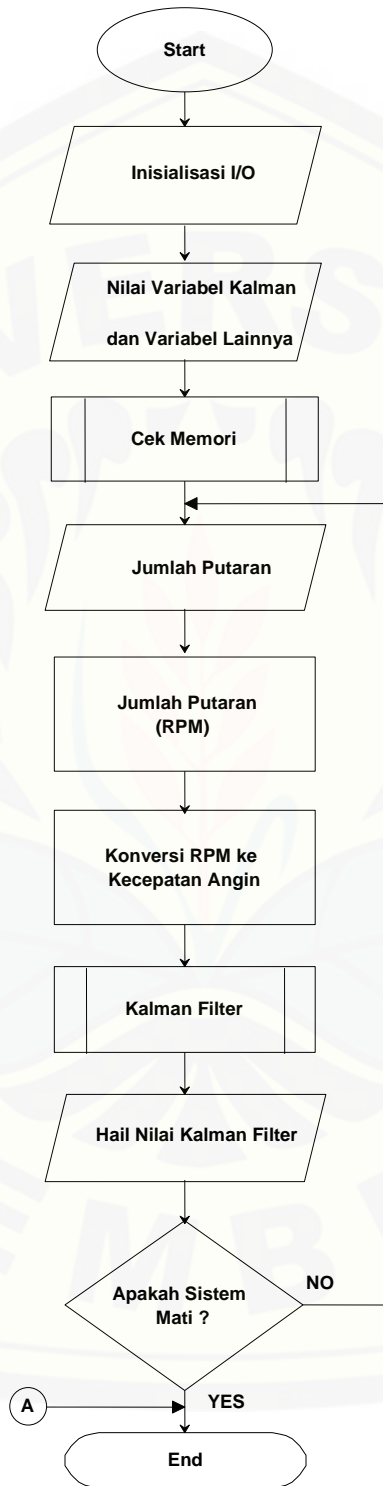 Start
Inisialisasi I/O
Nilai Variabel Kalman
dan Variabel Lainnya
Cek Memori
Jumlah Putaran
Jumlah Putaran
(RPM)
Konversi RPM ke
Kecepatan Angin
Kalman Filter
Hail Nilai Kalman Filter
Apakah Sistem
Mati ?
NO
YES
A
End